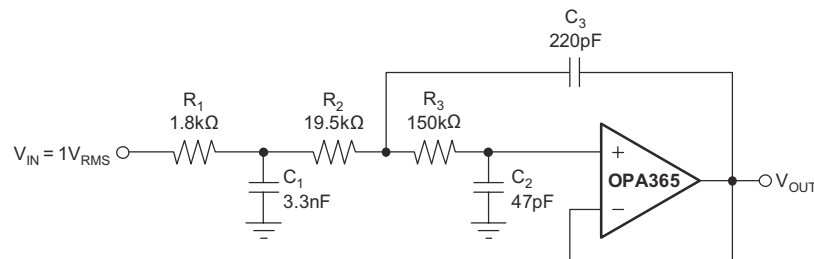 C3
220pF
R1
1.8kΩ
R2
19.5kΩ
R3
150kΩ
VIN = 1VRMS
C1
3.3nF
C2
47pF
+
OPA365
−
VOUT